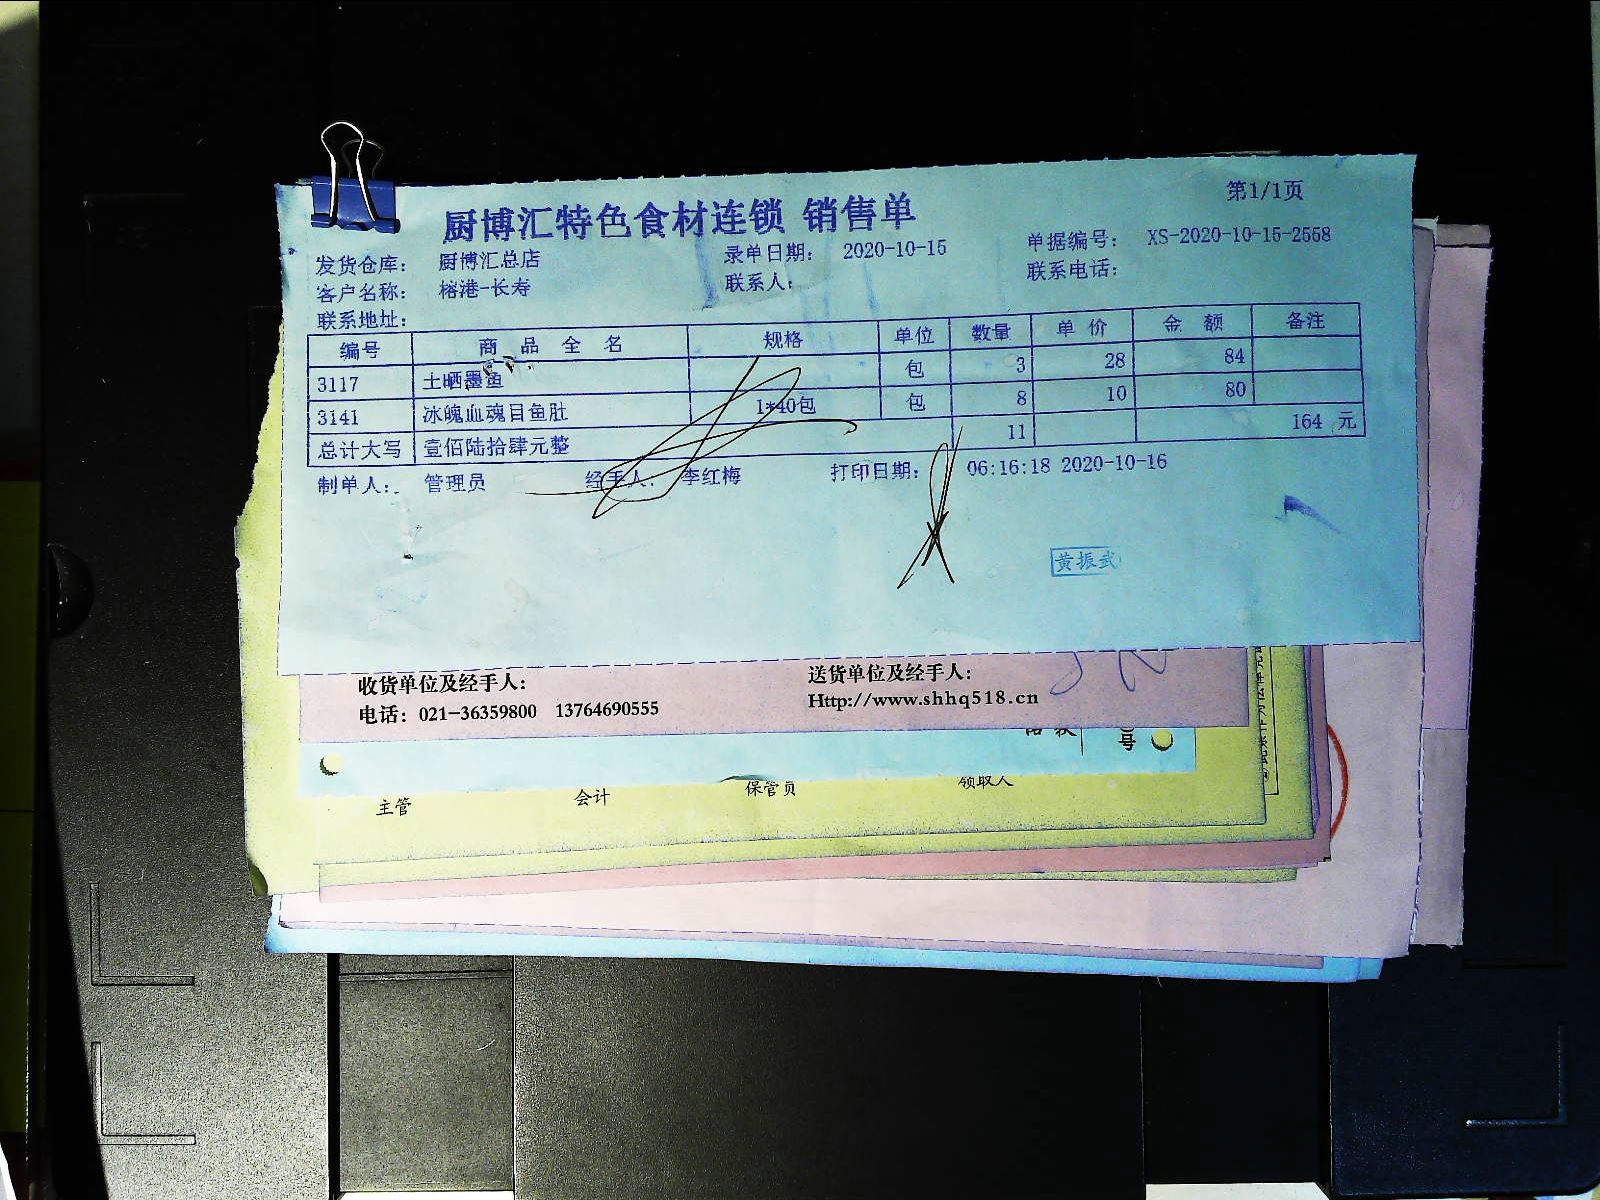 第1/1页
厨博汇特色食材连锁 销售单
发货仓库: 厨博汇总店 录单日期: 2020-10-15 单据编号: XS-2020-10-15-2558
客户名称: 榕港-长寿 联系人: 联系电话:
联系地址:
编号 商品全名 规格 单位 数量 单价 金额 备注
3117 土晒墨鱼 包 3 28 84
3141 冰魄血魂目鱼肚 1*40包 包 8 10 80
总计大写 壹佰陆拾肆元整 11 164 元
制单人: 管理员 经手人: 李红梅 打印日期: 06:16:18 2020-10-16
黄振武
收货单位及经手人: 送货单位及经手人:
电话: 021-36359800 13764690555 Http://www.shhq518.cn
主管 会计 保管员 领取人